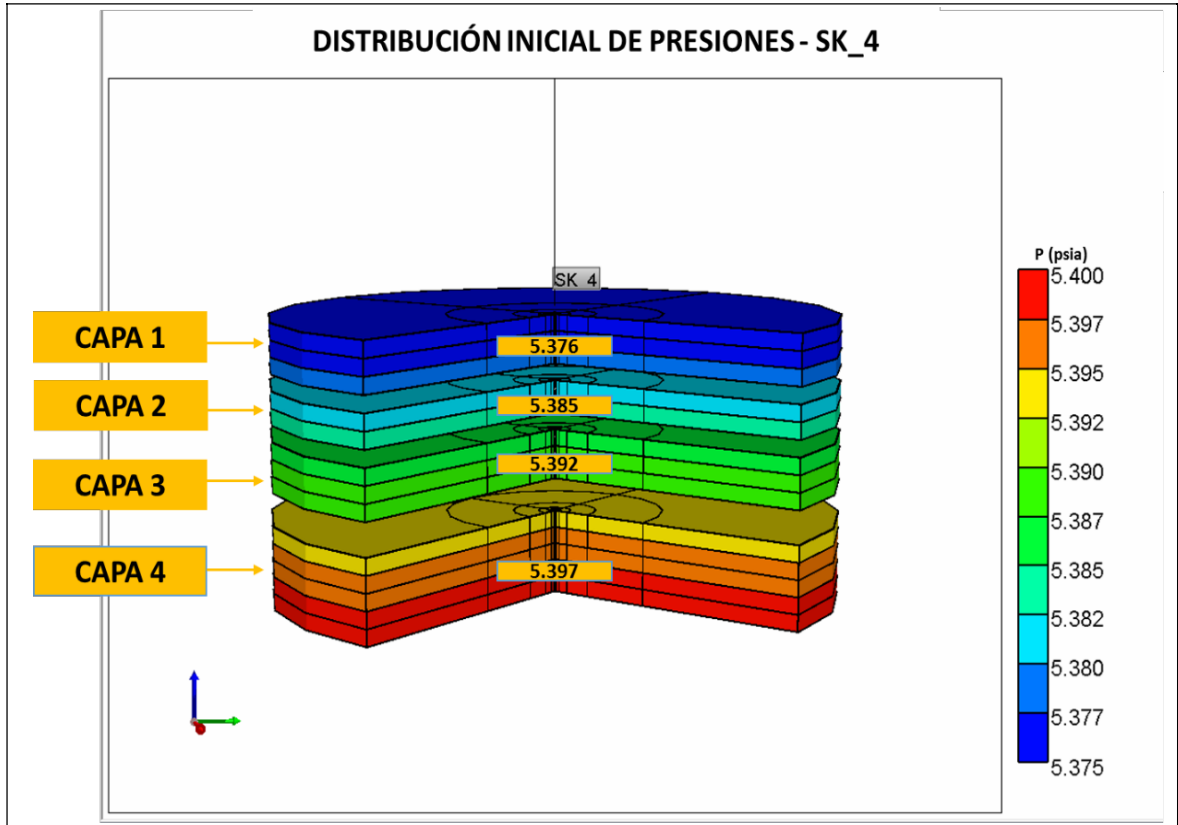 DISTRIBUCIÓN INICIAL DE PRESIONES - SK_4
SK 4
CAPA 1
5.376
CAPA 2
5.385
CAPA 3
5.392
CAPA 4
5.397
P (psia)
5.400
5.397
5.395
5.392
5.390
5.387
5.385
5.382
5.380
5.377
5.375